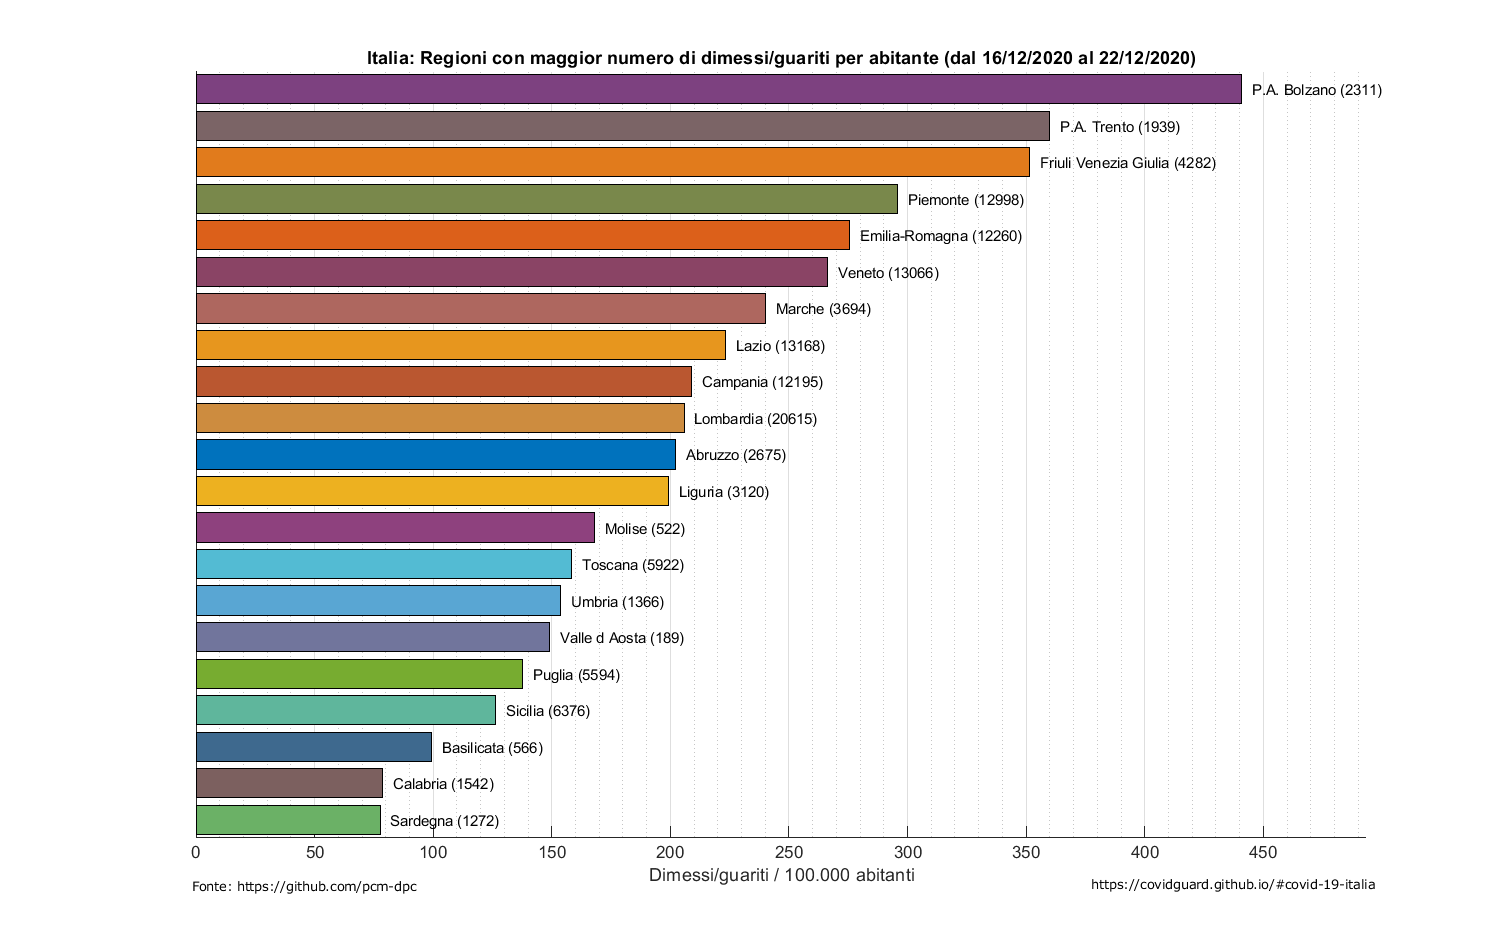 Italia: Regioni con maggior numero di dimessi/guariti per abitante (dal 16/12/2020 al 22/12/2020)
P.A. Bolzano (2311)
P.A. Trento (1939)
Friuli Venezia Giulia (4282)
Piemonte (12998)
Emilia-Romagna (12260)
Veneto (13066)
Marche (3694)
Lazio (13168)
Campania (12195)
Lombardia (20615)
Abruzzo (2675)
Liguria (3120)
Molise (522)
Toscana (5922)
Umbria (1366)
Valle d Aosta (189)
Puglia (5594)
Sicilia (6376)
Basilicata (566)
Calabria (1542)
Sardegna (1272)
0 50 100 150 200 250 300 350 400 450
Dimessi/guariti / 100.000 abitanti
Fonte: https://github.com/pcm-dpc
https://covidguard.github.io/#covid-19-italia